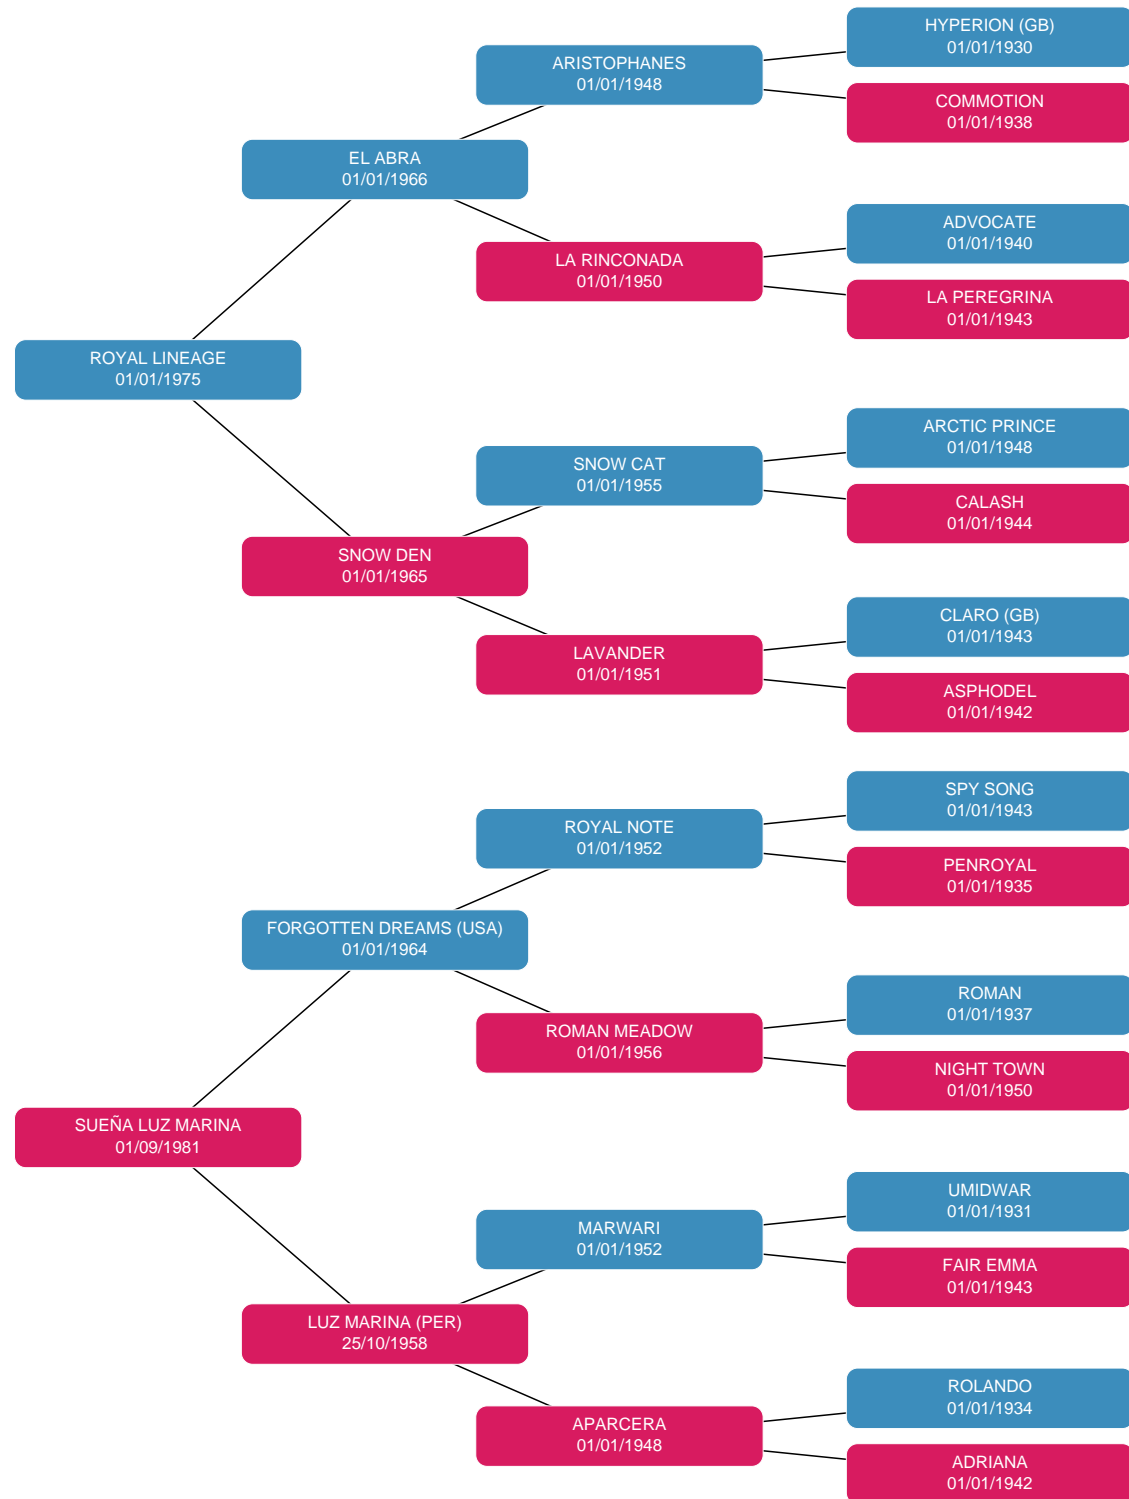 HYPERION (GB)
01/01/1930
ARISTOPHANES
01/01/1948
COMMOTION
01/01/1938
EL ABRA
01/01/1966
ADVOCATE
01/01/1940
LA RINCONADA
01/01/1950
LA PEREGRINA
01/01/1943
ROYAL LINEAGE
01/01/1975
ARCTIC PRINCE
01/01/1948
SNOW CAT
01/01/1955
CALASH
01/01/1944
SNOW DEN
01/01/1965
CLARO (GB)
01/01/1943
LAVANDER
01/01/1951
ASPHODEL
01/01/1942
SPY SONG
01/01/1943
ROYAL NOTE
01/01/1952
PENROYAL
01/01/1935
FORGOTTEN DREAMS (USA)
01/01/1964
ROMAN
01/01/1937
ROMAN MEADOW
01/01/1956
NIGHT TOWN
01/01/1950
SUEÑA LUZ MARINA
01/09/1981
UMIDWAR
01/01/1931
MARWARI
01/01/1952
FAIR EMMA
01/01/1943
LUZ MARINA (PER)
25/10/1958
ROLANDO
01/01/1934
APARCERA
01/01/1948
ADRIANA
01/01/1942